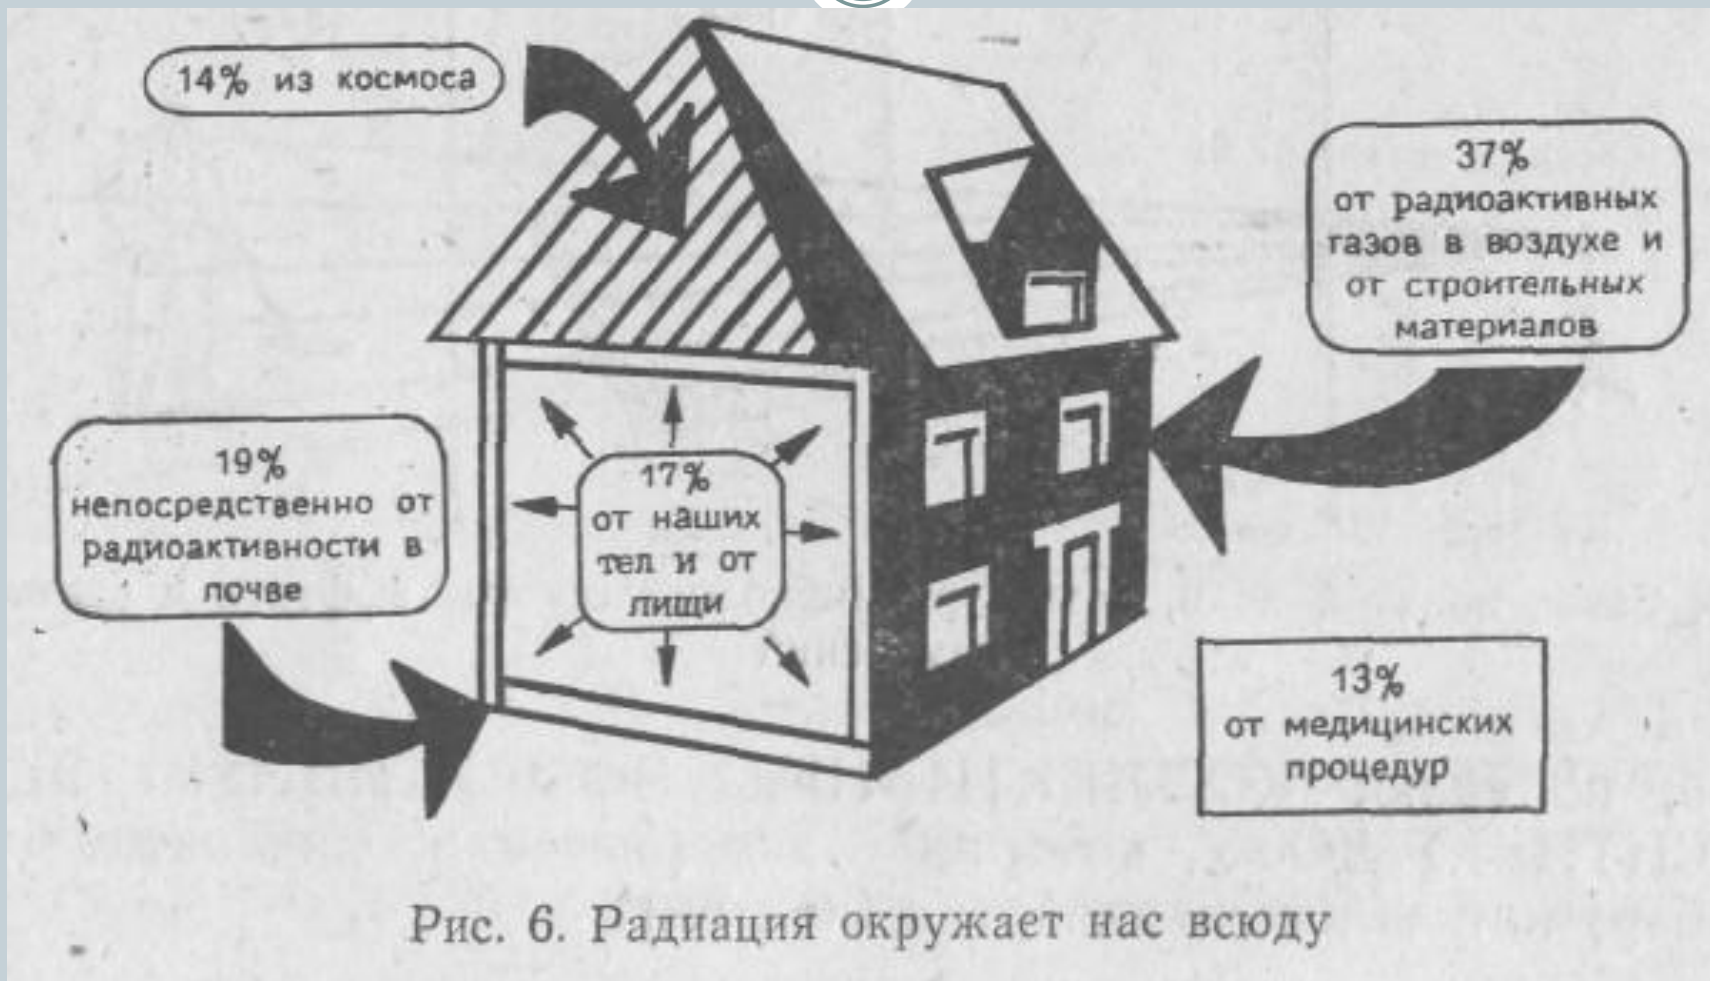 14% из космоса
37%
от радиоактивных
газов в воздухе и
от строительных
материалов
19%
непосредственно от
радиоактивности в
почве
17%
от наших
тел и от
пищи
13%
от медицинских
процедур
Рис. 6. Радиация окружает нас всюду